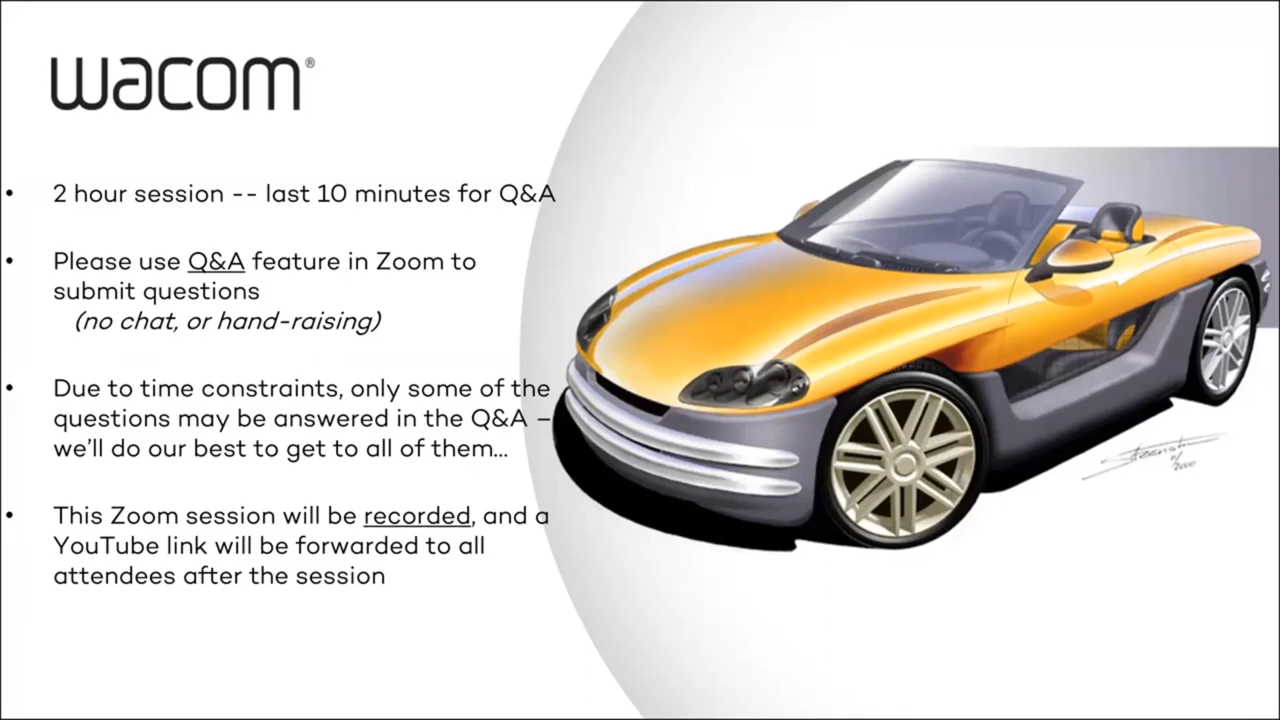 wacom®
• 2 hour session -- last 10 minutes for Q&A
• Please use Q&A feature in Zoom to
submit questions
(no chat, or hand-raising)
• Due to time constraints, only some of the
questions may be answered in the Q&A –
we'll do our best to get to all of them...
• This Zoom session will be recorded, and a
YouTube link will be forwarded to all
attendees after the session
2000